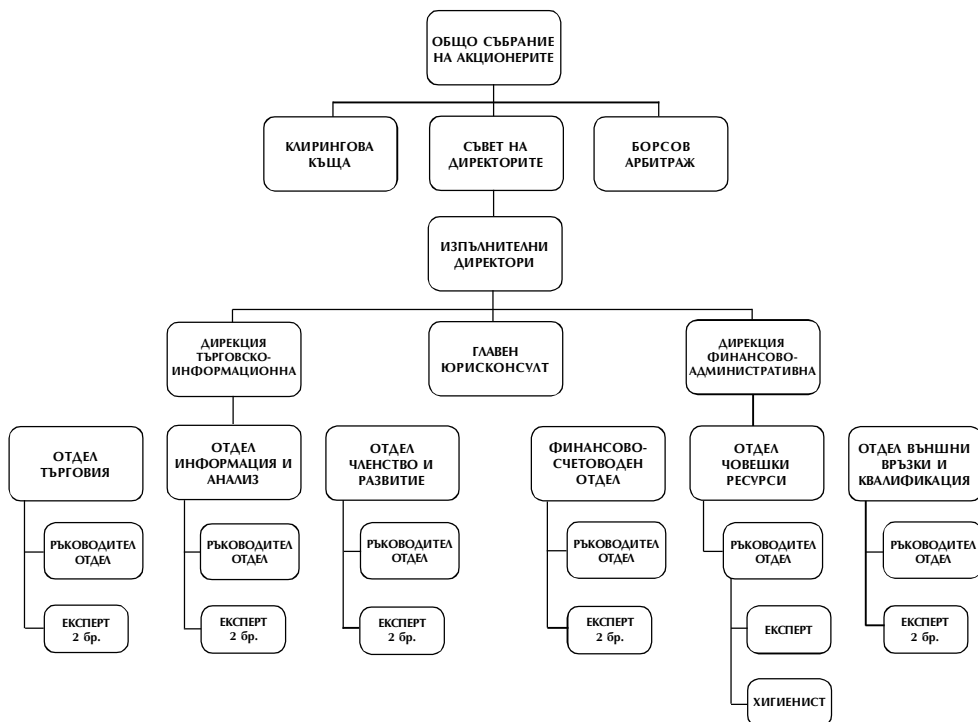 ОБЩО СЪБРАНИЕ
НА АКЦИОНЕРИТЕ
КЛИРИНГОВА
КЪЩА
СЪВЕТ НА
ДИРЕКТОРИТЕ
БОРСОВ
АРБИТРАЖ
ИЗПЪЛНИТЕЛНИ
ДИРЕКТОРИ
ДИРЕКЦИЯ
ТЪРГОВСКО-
ИНФОРМАЦИОННА
ГЛАВЕН
ЮРИСКОНСУЛТ
ДИРЕКЦИЯ
ФИНАНСОВО-
АДМИНИСТРАТИВНА
ОТДЕЛ
ТЪРГОВИЯ
ОТДЕЛ
ИНФОРМАЦИЯ И
АНАЛИЗ
ОТДЕЛ
ЧЛЕНСТВО И
РАЗВИТИЕ
ФИНАНСОВО-
СЧЕТОВОДЕН
ОТДЕЛ
ОТДЕЛ
ЧОВЕШКИ
РЕСУРСИ
ОТДЕЛ ВЪНШНИ
ВРЪЗКИ И
КВАЛИФИКАЦИЯ
РЪКОВОДИТЕЛ
ОТДЕЛ
РЪКОВОДИТЕЛ
ОТДЕЛ
РЪКОВОДИТЕЛ
ОТДЕЛ
РЪКОВОДИТЕЛ
ОТДЕЛ
РЪКОВОДИТЕЛ
ОТДЕЛ
РЪКОВОДИТЕЛ
ОТДЕЛ
ЕКСПЕРТ
2 бр.
ЕКСПЕРТ
2 бр.
ЕКСПЕРТ
2 бр.
ЕКСПЕРТ
2 бр.
ЕКСПЕРТ
ЕКСПЕРТ
2 бр.
ХИГИЕНИСТ